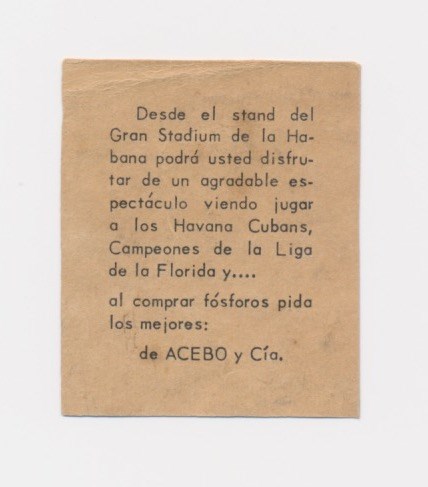 Desde el stand del
Gran Stadium de la Ha-
bana podrá usted disfru-
tar de un agradable es-
pectáculo viendo jugar
a los Havana Cubans,
Campeones de la Liga
de la Florida y....
al comprar fósforos pida
los mejores:
de ACEBO y Cía.